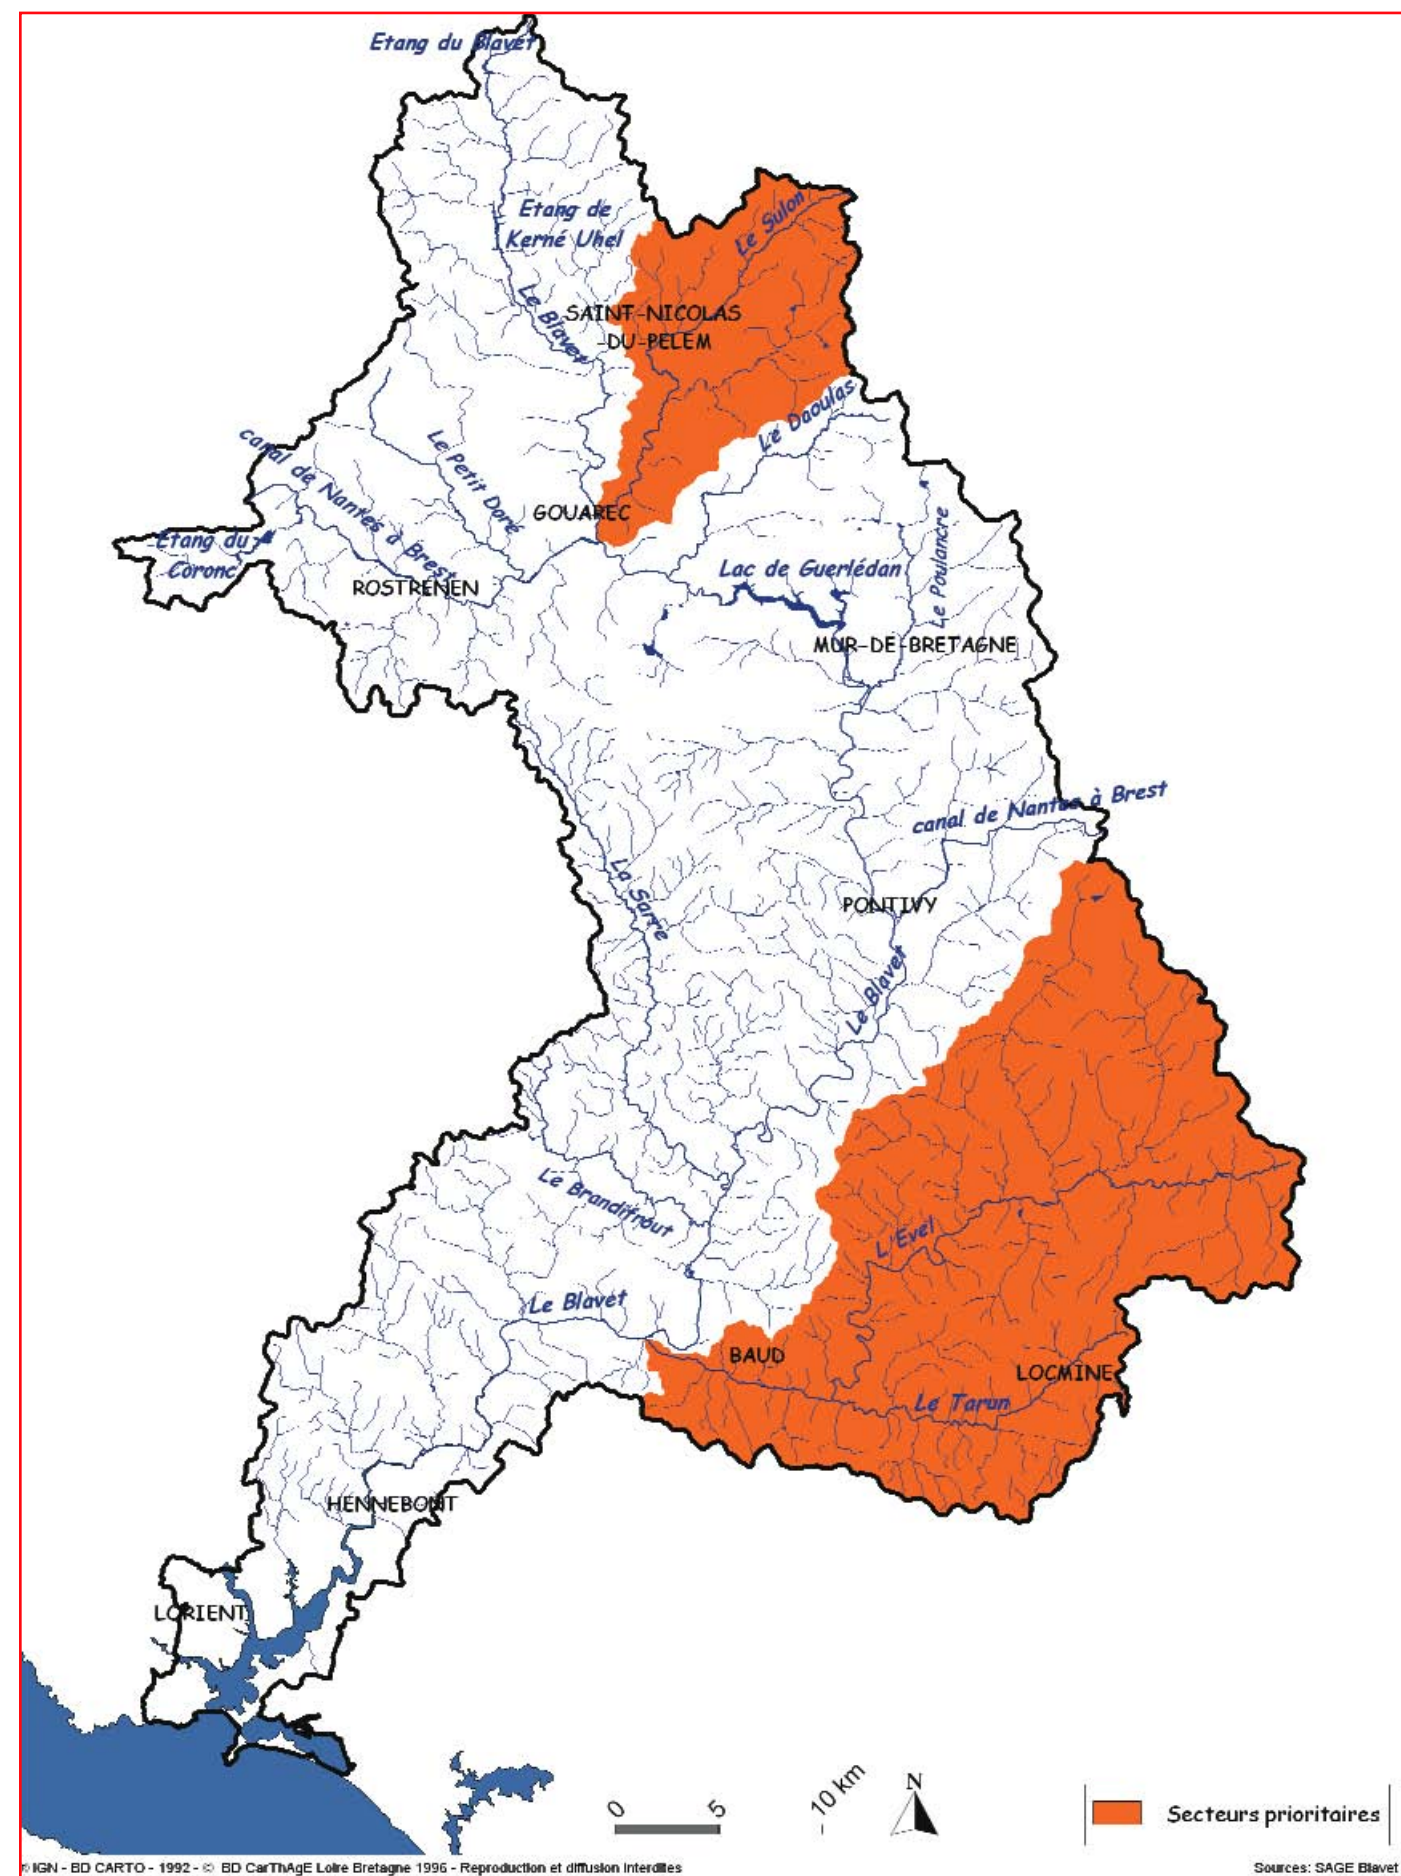 Etang du Blavet
Le Sulon
Etang de
Kerné Uhel
Le Blavet
SAINT-NICOLAS
-DU-PELEM
Le Daoulas
canal de Nantes à Brest
Le Petit Doré
GOUAREC
Le Poulancre
Etang du
Coronc
Lac de Guerlédan
ROSTRENEN
MUR-DE-BRETAGNE
canal de Nantes à Brest
La Sarre
PONTIVY
Le Blavet
Le Brandifrout
L'Evel
Le Blavet
BAUD
LOCMINE
Le Tarun
HENNEBONT
LORIENT
0 5 10 km
N
Secteurs prioritaires
© IGN - BD CARTO - 1992 - © BD CarThAgE Loire Bretagne 1996 - Reproduction et diffusion interdites
Sources: SAGE Blavet